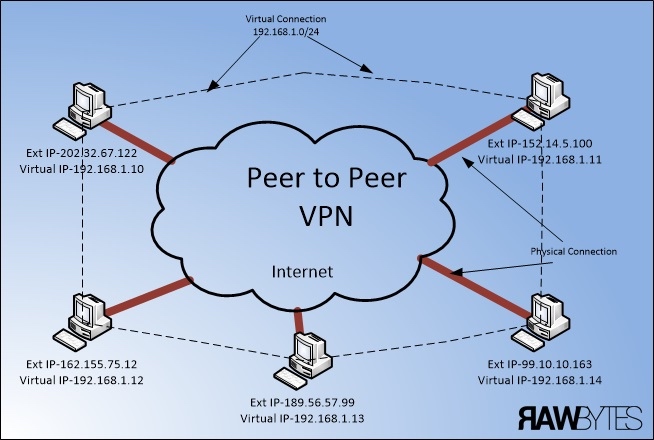 Virtual Connection
192.168.1.0/24
Ext IP-202.32.67.122
Virtual IP-192.168.1.10
Ext IP-152.14.5.100
Virtual IP-192.168.1.11
Peer to Peer
VPN
Internet
Physical Connection
Ext IP-162.155.75.12
Virtual IP-192.168.1.12
Ext IP-189.56.57.99
Virtual IP-192.168.1.13
Ext IP-99.10.10.163
Virtual IP-192.168.1.14
RAWBYTES